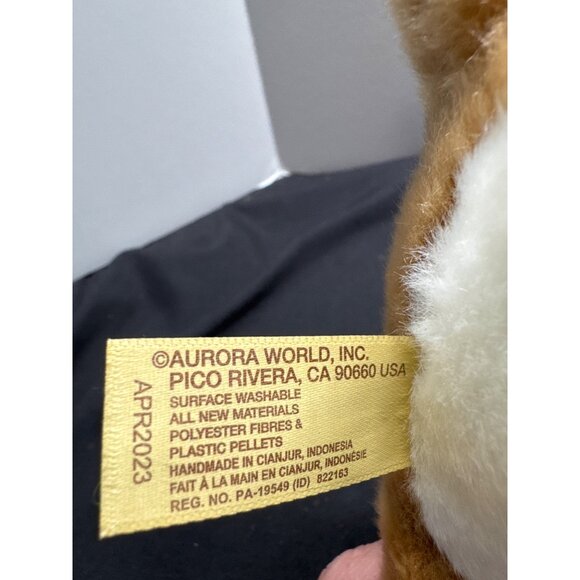 ©AURORA WORLD, INC.
PICO RIVERA, CA 90660 USA
SURFACE WASHABLE
ALL NEW MATERIALS
POLYESTER FIBRES &
PLASTIC PELLETS
HANDMADE IN CIANJUR, INDONESIA
FAIT À LA MAIN EN CIANJUR, INDONÉSIE
REG. NO. PA-19549 (ID) 822163
APR2023